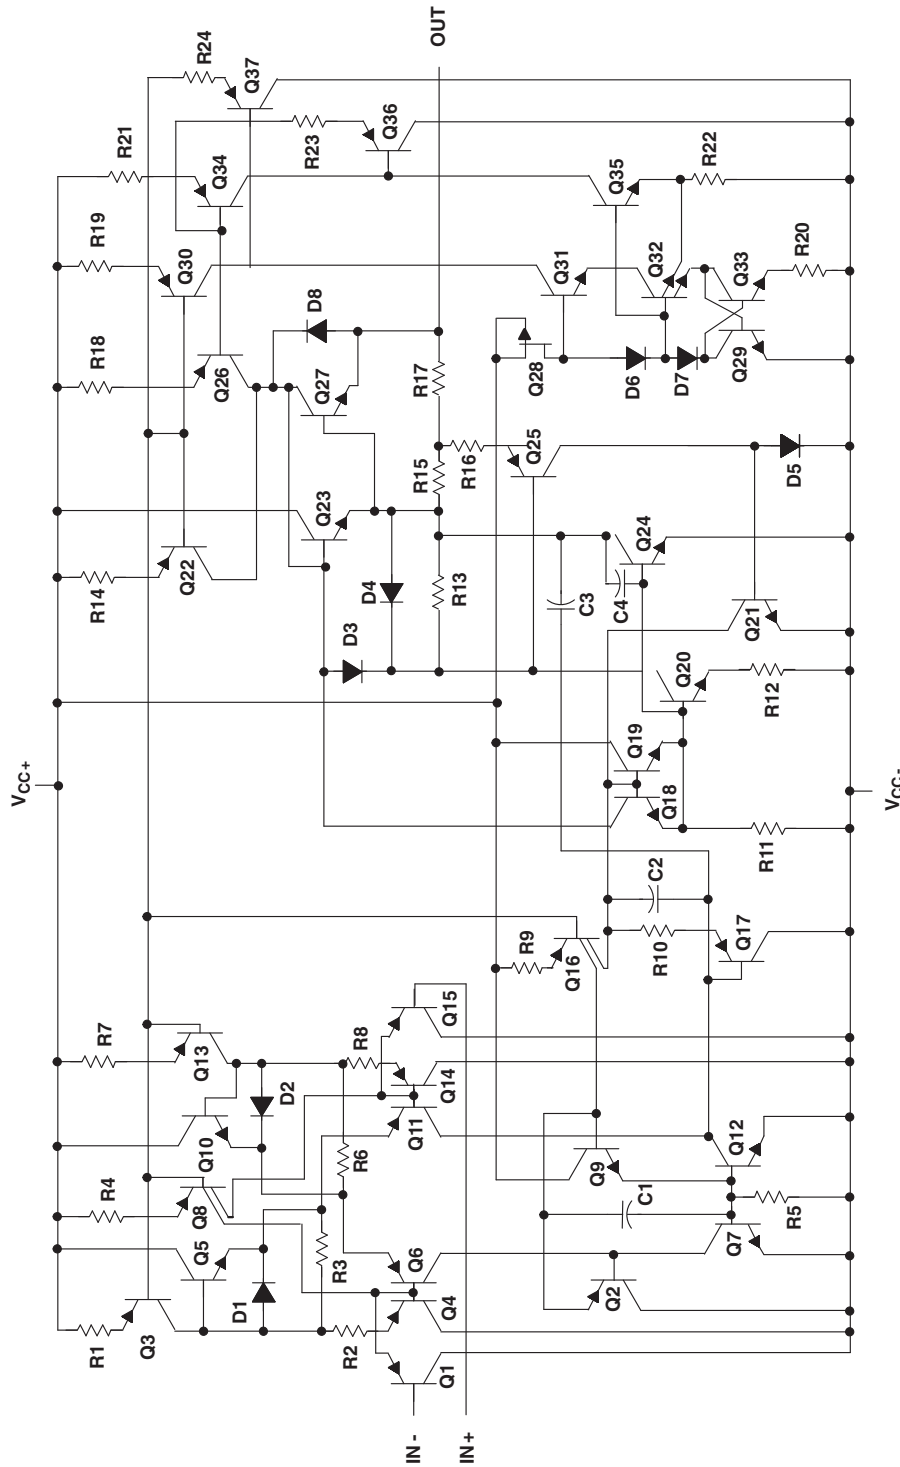 VCC+
R1
Q3
R4
Q5
Q8
D1
R3
R2
Q1
Q4
Q6
IN -
IN+
R7
Q13
Q10
D2
R6
R8
Q11
Q14
Q15
Q2
Q7
C1
Q9
R5
Q12
R9
Q16
R10
C2
Q17
R11
Q18
Q19
Q20
R12
Q21
C3
C4
Q24
R13
D3
D4
R14
Q22
Q23
R15
R16
Q25
D5
R17
Q27
D8
Q26
R18
R19
Q30
R21
Q34
R24
Q37
R23
Q36
OUT
Q28
D6
D7
Q29
Q31
Q32
Q33
R20
Q35
R22
VCC-